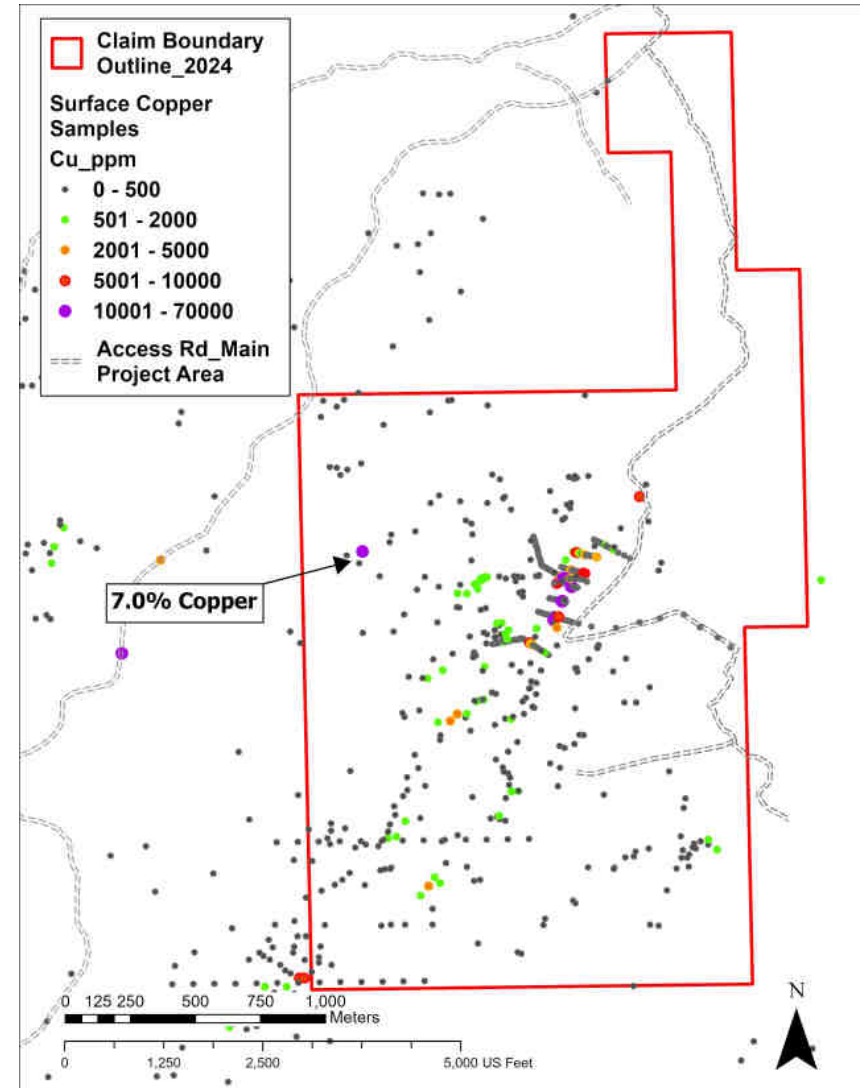 Claim Boundary
Outline_2024
Surface Copper
Samples
Cu_ppm
0 - 500
501 - 2000
2001 - 5000
5001 - 10000
10001 - 70000
Access Rd_Main
Project Area
7.0% Copper
N
0 125 250 500 750 1,000
Meters
0 1,250 2,500 5,000 US Feet